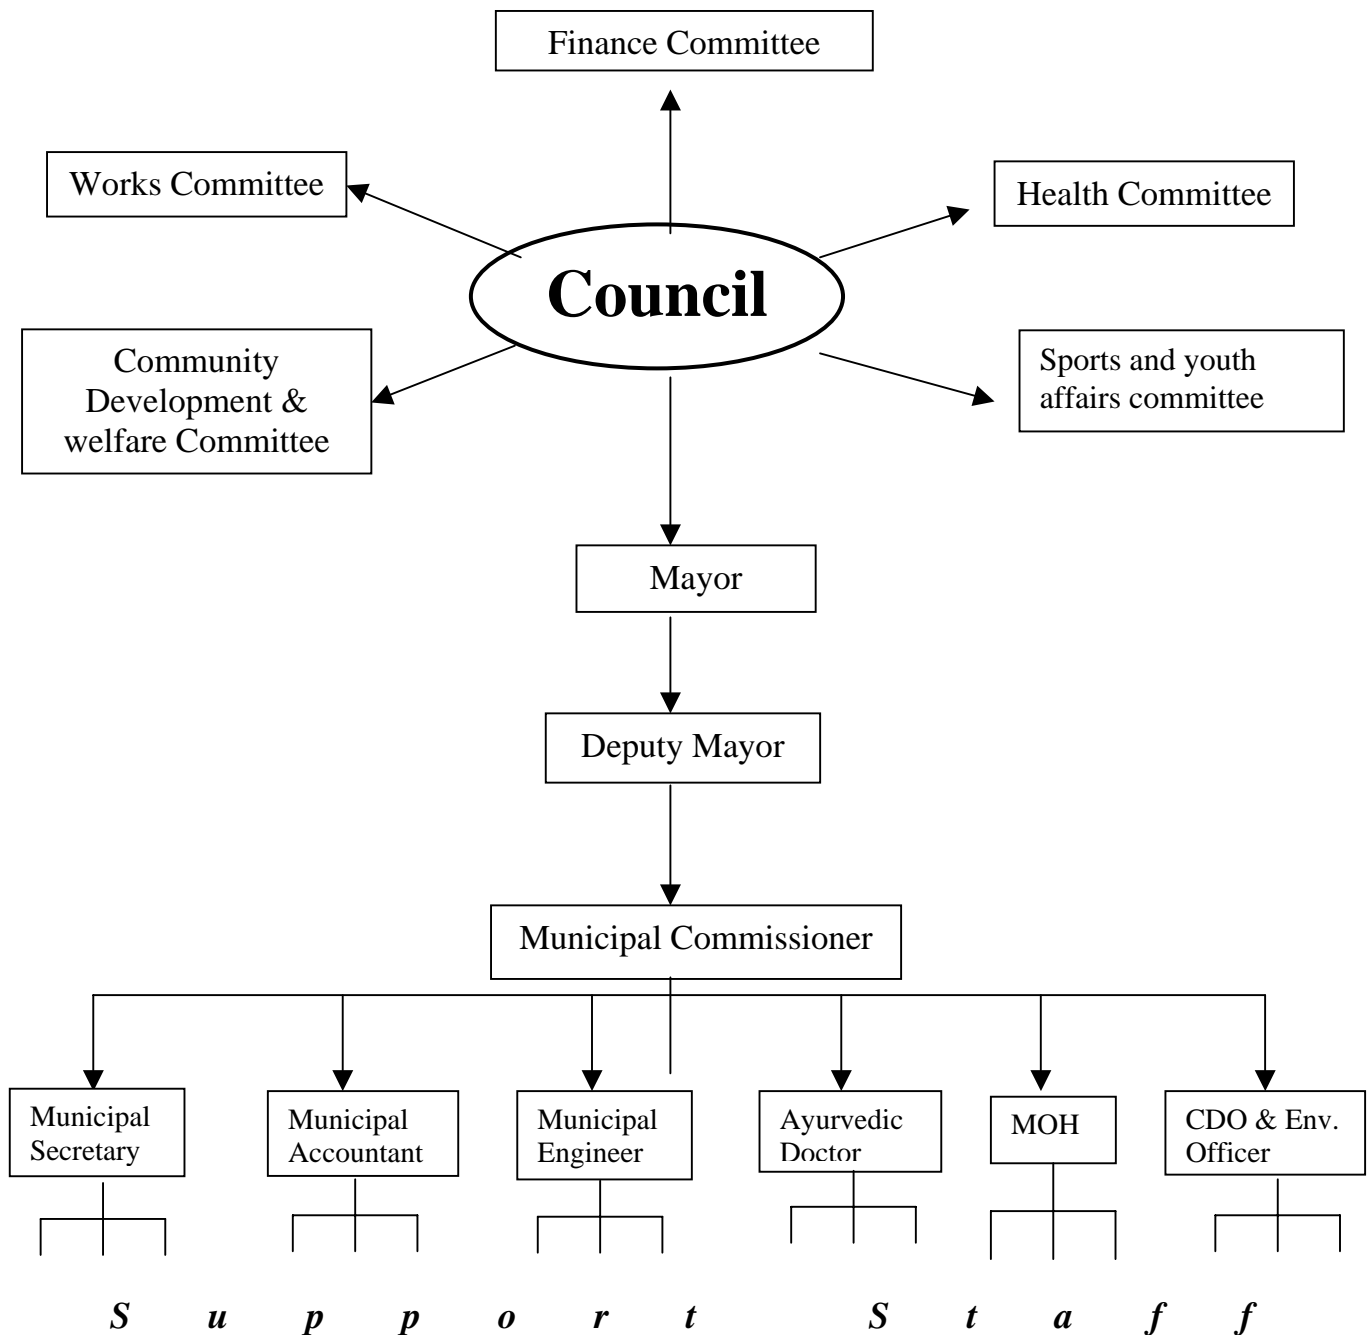 Finance Committee
Works Committee
Health Committee
Council
Community
Development &
welfare Committee
Sports and youth
affairs committee
Mayor
Deputy Mayor
Municipal Commissioner
Municipal
Secretary
Municipal
Accountant
Municipal
Engineer
Ayurvedic
Doctor
MOH
CDO & Env.
Officer
S u p p o r t S t a f f